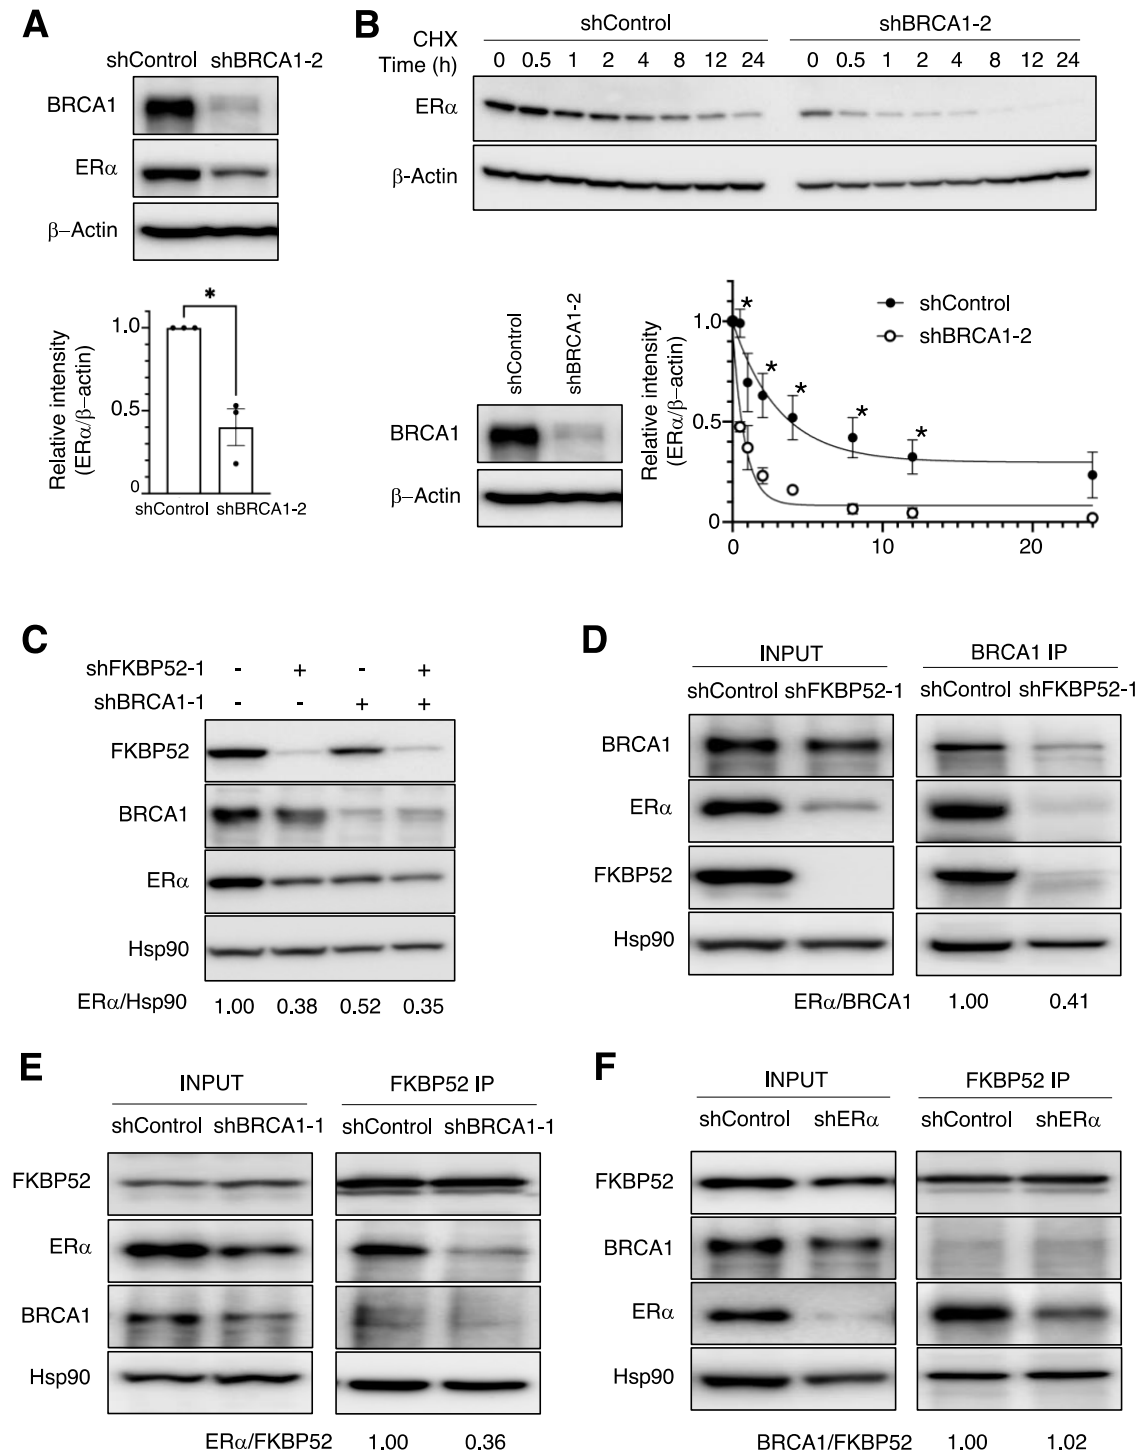 A
shControl shBRCA1-2
BRCA1
ERα
β−Actin
Relative intensity
(ERα/β−actin)
*
1.0
0.5
0
shControl shBRCA1-2
B
shControl shBRCA1-2
CHX
Time (h) 0 0.5 1 2 4 8 12 24 0 0.5 1 2 4 8 12 24
ERα
β-Actin
shControl
shBRCA1-2
BRCA1
β−Actin
Relative intensity
(ERα/β−actin)
1.0
0.5
0
0 10 20
* * * * *
shControl
shBRCA1-2
C
shFKBP52-1 - + - +
shBRCA1-1 - - + +
FKBP52
BRCA1
ERα
Hsp90
ERα/Hsp90 1.00 0.38 0.52 0.35
D
INPUT BRCA1 IP
shControl shFKBP52-1 shControl shFKBP52-1
BRCA1
ERα
FKBP52
Hsp90
ERα/BRCA1 1.00 0.41
E
INPUT FKBP52 IP
shControl shBRCA1-1 shControl shBRCA1-1
FKBP52
ERα
BRCA1
Hsp90
ERα/FKBP52 1.00 0.36
F
INPUT FKBP52 IP
shControl shERα shControl shERα
FKBP52
BRCA1
ERα
Hsp90
BRCA1/FKBP52 1.00 1.02